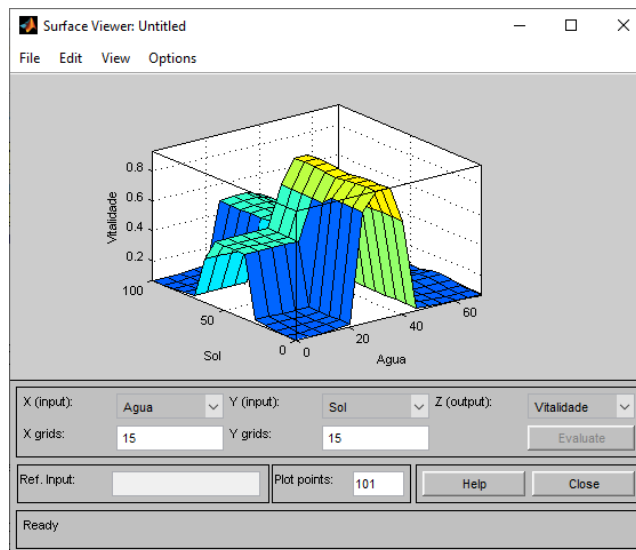 Surface Viewer: Untitled
File Edit View Options
0.8
0.6
0.4
0.2
Vitalidade
100
50
0
Sol
0
20
40
60
Agua
X (input): Agua Y (input): Sol Z (output): Vitalidade
X grids: 15 Y grids: 15 Evaluate
Ref. Input: Plot points: 101 Help Close
Ready